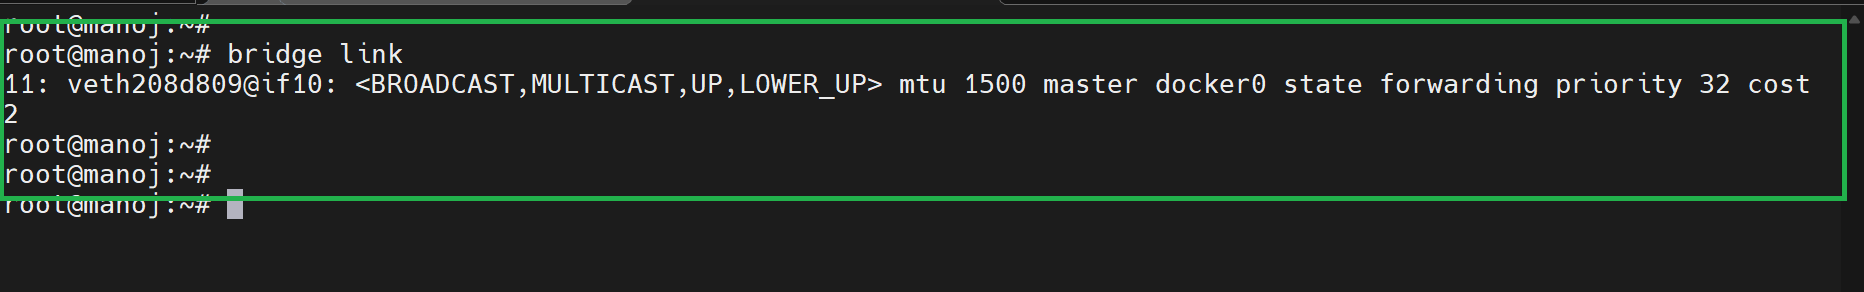 root@manoj:~#
root@manoj:~# bridge link
11: veth208d809@if10: <BROADCAST,MULTICAST,UP,LOWER_UP> mtu 1500 master docker0 state forwarding priority 32 cost
2
root@manoj:~#
root@manoj:~#
root@manoj:~#